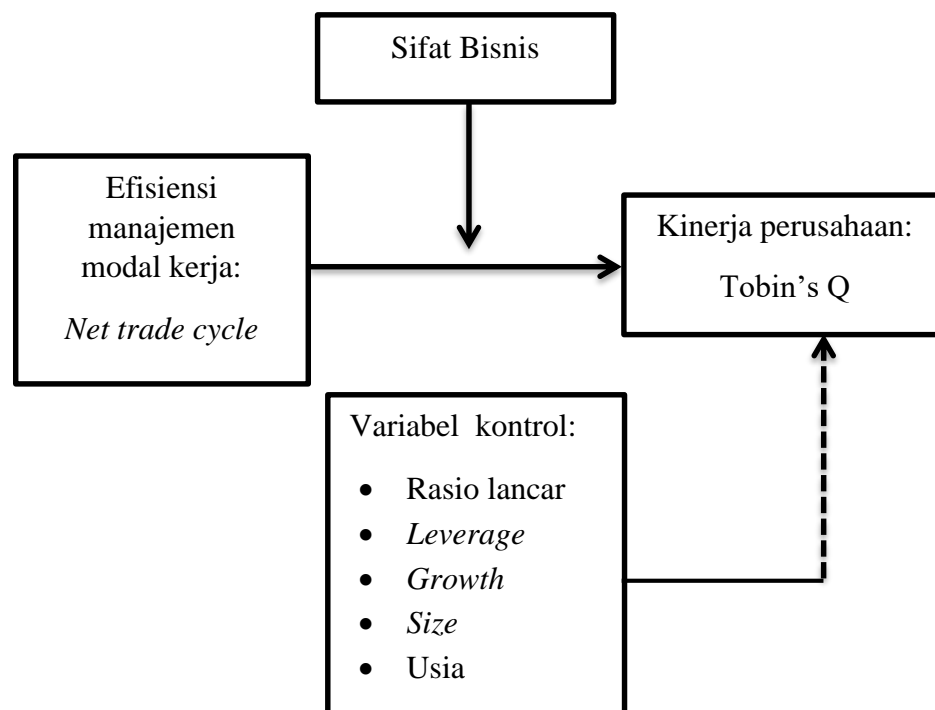 Sifat Bisnis
Efisiensi
manajemen
modal kerja:
Net trade cycle
Kinerja perusahaan:
Tobin’s Q
Variabel  kontrol:
• Rasio lancar
• Leverage
• Growth
• Size
• Usia